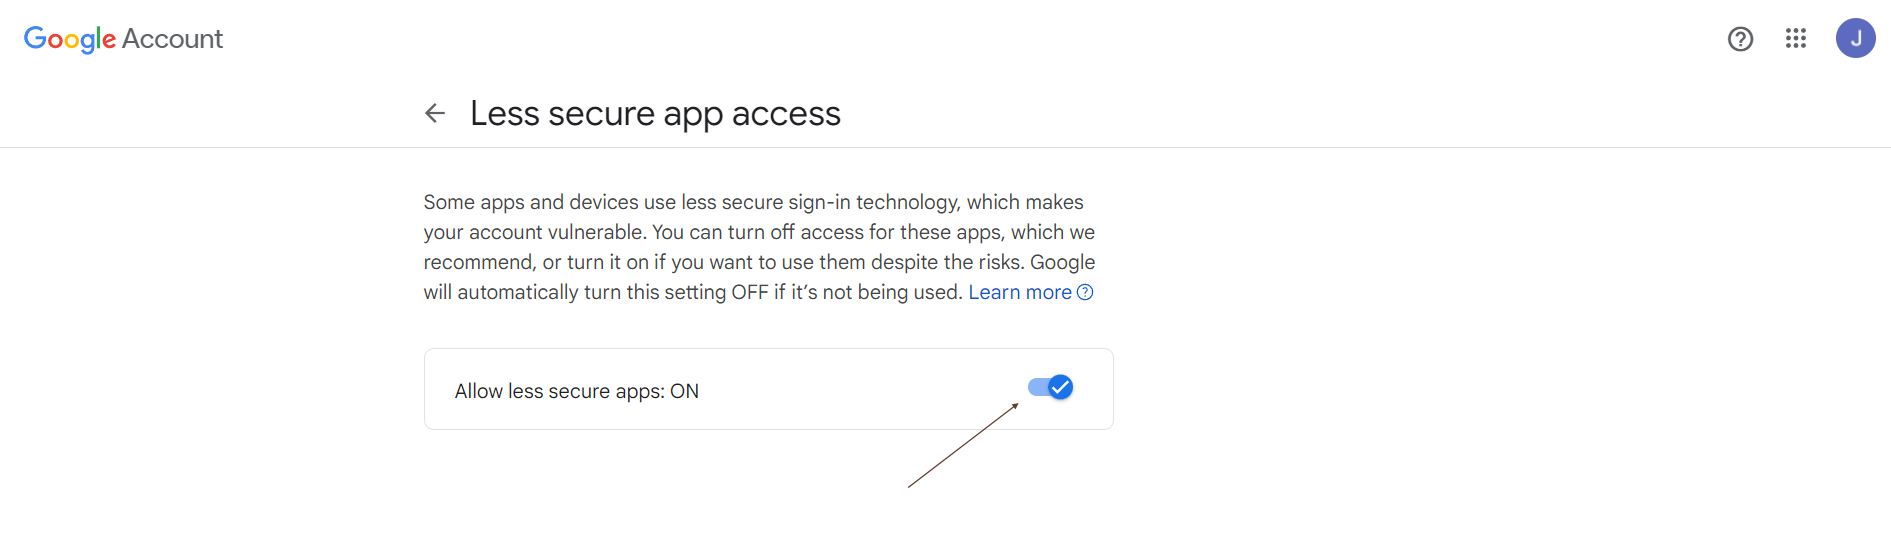 Google Account
J
Less secure app access
Some apps and devices use less secure sign-in technology, which makes
your account vulnerable. You can turn off access for these apps, which we
recommend, or turn it on if you want to use them despite the risks. Google
will automatically turn this setting OFF if it’s not being used. Learn more
Allow less secure apps: ON